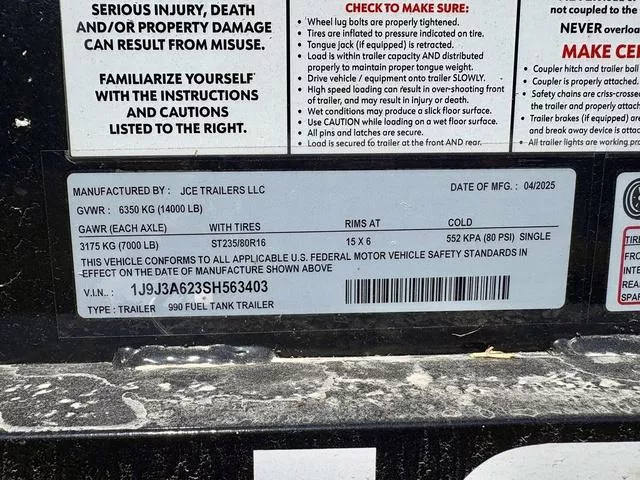 SERIOUS INJURY, DEATH
AND/OR PROPERTY DAMAGE
CAN RESULT FROM MISUSE.
FAMILIARIZE YOURSELF
WITH THE INSTRUCTIONS
AND CAUTIONS
LISTED TO THE RIGHT.
CHECK TO MAKE SURE:
• Wheel lug bolts are properly tightened.
• Tires are inflated to pressure indicated on tire.
• Tongue jack (if equipped) is retracted.
• Load is within trailer capacity AND distributed
properly to maintain proper tongue weight.
• Drive vehicle / equipment onto trailer SLOWLY.
• High speed loading can result in over-shooting front
of trailer, and may result in injury or death.
• Wet conditions may produce a slick floor surface.
• Use CAUTION while loading on a wet floor surface.
• All pins and latches are secure.
• Load is secured to trailer at the front AND rear.
not coupled to the
NEVER overloa
MAKE CER
• Coupler hitch and trailer ball
• Coupler is properly attached.
• Safety chains are criss-crossed
the trailer and properly attach
• Trailer brakes (if equipped) are
and break away device is attach
• All trailer lights are working pro
MANUFACTURED BY : JCE TRAILERS LLC
DATE OF MFG. : 04/2025
GVWR : 6350 KG (14000 LB)
GAWR (EACH AXLE) WITH TIRES RIMS AT COLD
3175 KG (7000 LB) ST235/80R16 15 X 6 552 KPA (80 PSI) SINGLE
THIS VEHICLE CONFORMS TO ALL APPLICABLE U.S. FEDERAL MOTOR VEHICLE SAFETY STANDARDS IN
EFFECT ON THE DATE OF MANUFACTURE SHOWN ABOVE
V.I.N.: 1J9J3A623SH563403
TYPE : TRAILER 990 FUEL TANK TRAILER
TIRE
FRO
INTE
REA
SPAR